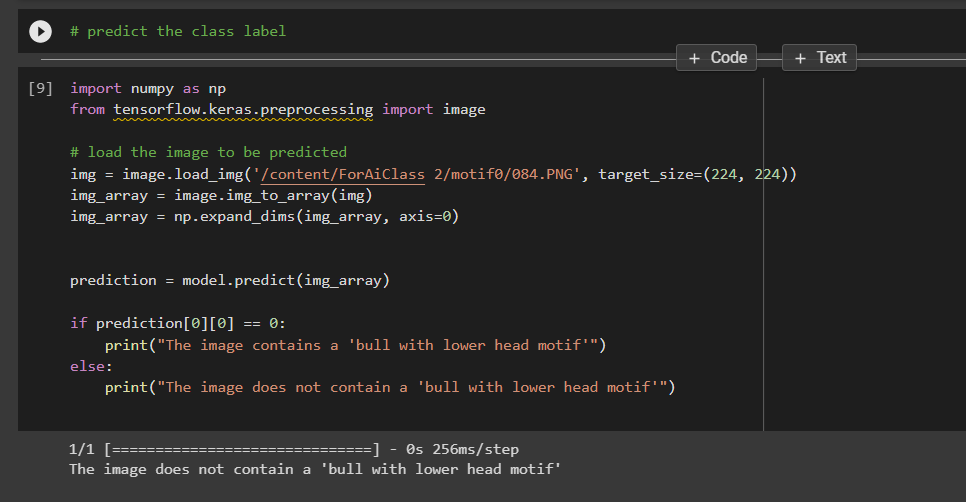 # predict the class label
+ Code + Text
[9] import numpy as np
from tensorflow.keras.preprocessing import image
# load the image to be predicted
img = image.load_img('/content/ForAiClass 2/motif0/084.PNG', target_size=(224, 224))
img_array = image.img_to_array(img)
img_array = np.expand_dims(img_array, axis=0)
prediction = model.predict(img_array)
if prediction[0][0] == 0:
    print("The image contains a 'bull with lower head motif'")
else:
    print("The image does not contain a 'bull with lower head motif'")
1/1 [==============================] - 0s 256ms/step
The image does not contain a 'bull with lower head motif'